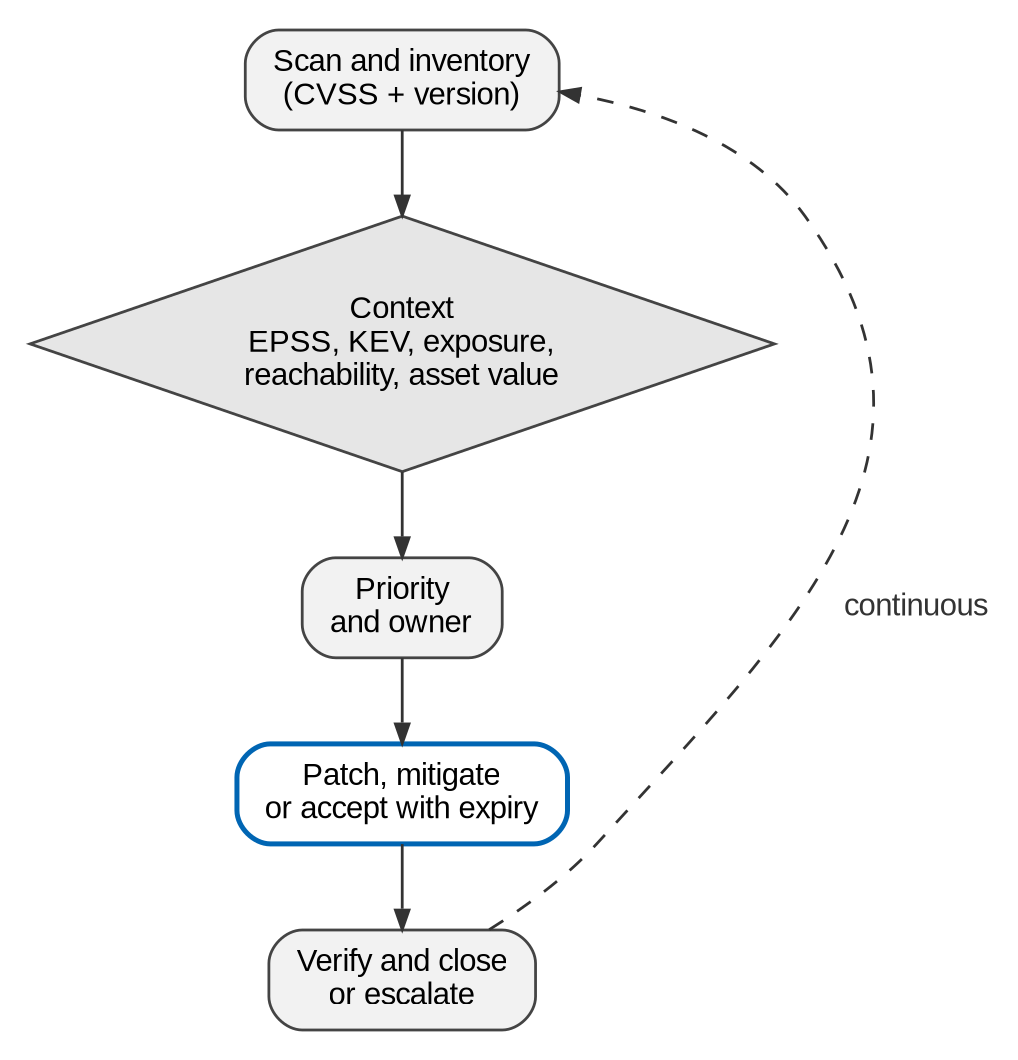 Scan and inventory
(CVSS + version)
Context
EPSS, KEV, exposure,
reachability, asset value
Priority
and owner
continuous
Patch, mitigate
or accept with expiry
Verify and close
or escalate